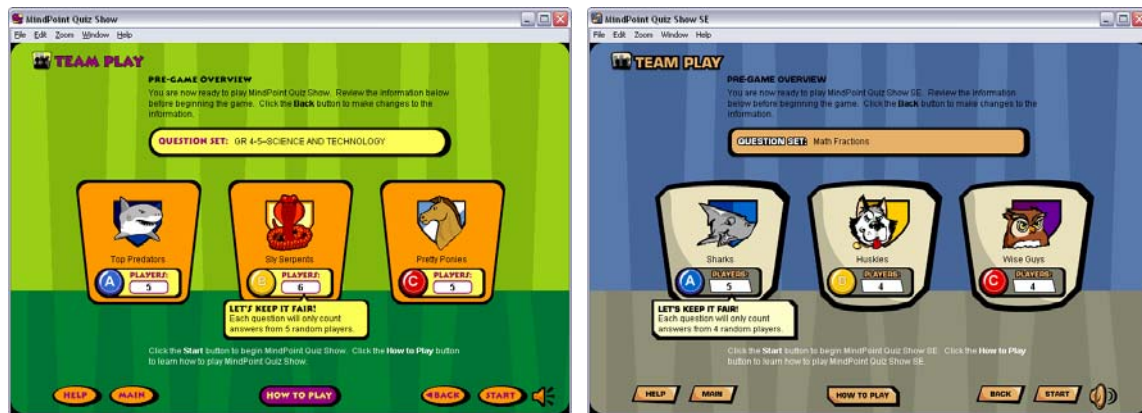 MindPoint Quiz Show
File Edit Zoom Window Help
TEAM PLAY
PRE-GAME OVERVIEW
You are now ready to play MindPoint Quiz Show. Review the information below
before beginning the game. Click the Back button to make changes to the
information.
QUESTION SET: GR 4-5-SCIENCE AND TECHNOLOGY
Top Predators
Sly Serpents
Pretty Ponies
A PLAYERS: 5
B PLAYERS: 6
C PLAYERS: 5
LET'S KEEP IT FAIR!
Each question will only count
answers from 5 random players.
Click the Start button to begin MindPoint Quiz Show. Click the How to Play button
to learn how to play MindPoint Quiz Show.
HELP MAIN HOW TO PLAY BACK START
MindPoint Quiz Show SE
File Edit Zoom Window Help
TEAM PLAY
PRE-GAME OVERVIEW
You are now ready to play MindPoint Quiz Show SE. Review the information
below before beginning the game. Click the Back button to make changes to the
information.
QUESTION SET: Math Fractions
Sharks
Huskies
Wise Guys
A PLAYERS: 5
B PLAYERS: 4
C PLAYERS: 4
LET'S KEEP IT FAIR!
Each question will only count
answers from 4 random players.
Click the Start button to begin MindPoint Quiz Show SE. Click the How to Play
button to learn how to play MindPoint Quiz Show SE.
HELP MAIN HOW TO PLAY BACK START